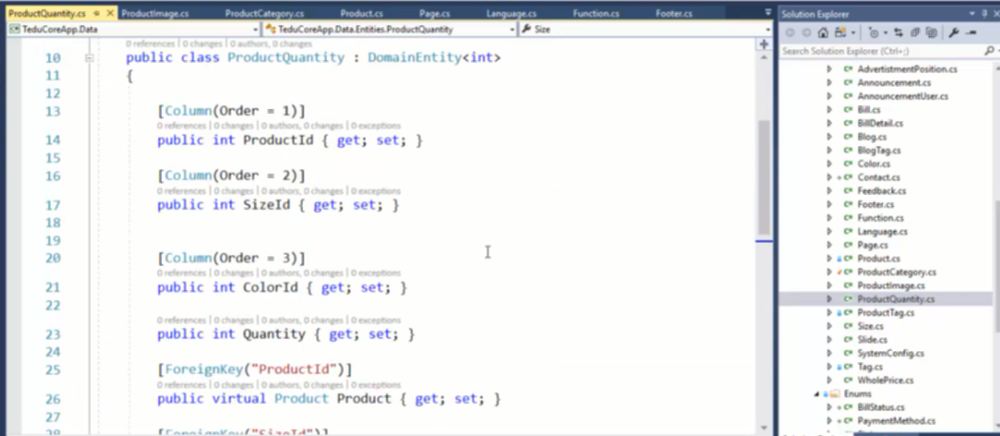 ProductQuantity.cs ProductImage.cs ProductCategory.cs Product.cs Page.cs Language.cs Function.cs Footer.cs
TeduCoreApp.Data TeduCoreApp.Data.Entities.ProductQuantity Size
0 references | 0 changes | 0 authors, 0 changes
10 public class ProductQuantity : DomainEntity<int>
11 {
12
13 [Column(Order = 1)]
0 references | 0 changes | 0 authors, 0 changes | 0 exceptions
14 public int ProductId { get; set; }
15
16 [Column(Order = 2)]
0 references | 0 changes | 0 authors, 0 changes | 0 exceptions
17 public int SizeId { get; set; }
18
19
20 [Column(Order = 3)]
0 references | 0 changes | 0 authors, 0 changes | 0 exceptions
21 public int ColorId { get; set; }
22
0 references | 0 changes | 0 authors, 0 changes | 0 exceptions
23 public int Quantity { get; set; }
24
25 [ForeignKey("ProductId")]
0 references | 0 changes | 0 authors, 0 changes | 0 exceptions
26 public virtual Product Product { get; set; }
27
28 [ForeignKey("SizeId")]
Solution Explorer
Search Solution Explorer (Ctrl+;)
C# AdvertistmentPosition.cs
C# Announcement.cs
C# AnnouncementUser.cs
C# Bill.cs
C# BillDetail.cs
C# Blog.cs
C# BlogTag.cs
C# Color.cs
+ C# Contact.cs
C# Feedback.cs
C# Footer.cs
C# Function.cs
C# Language.cs
C# Page.cs
C# Product.cs
C# ProductCategory.cs
C# ProductImage.cs
C# ProductQuantity.cs
C# ProductTag.cs
C# Size.cs
C# Slide.cs
C# SystemConfig.cs
C# Tag.cs
C# WholePrice.cs
Enums
+ C# BillStatus.cs
+ C# PaymentMethod.cs